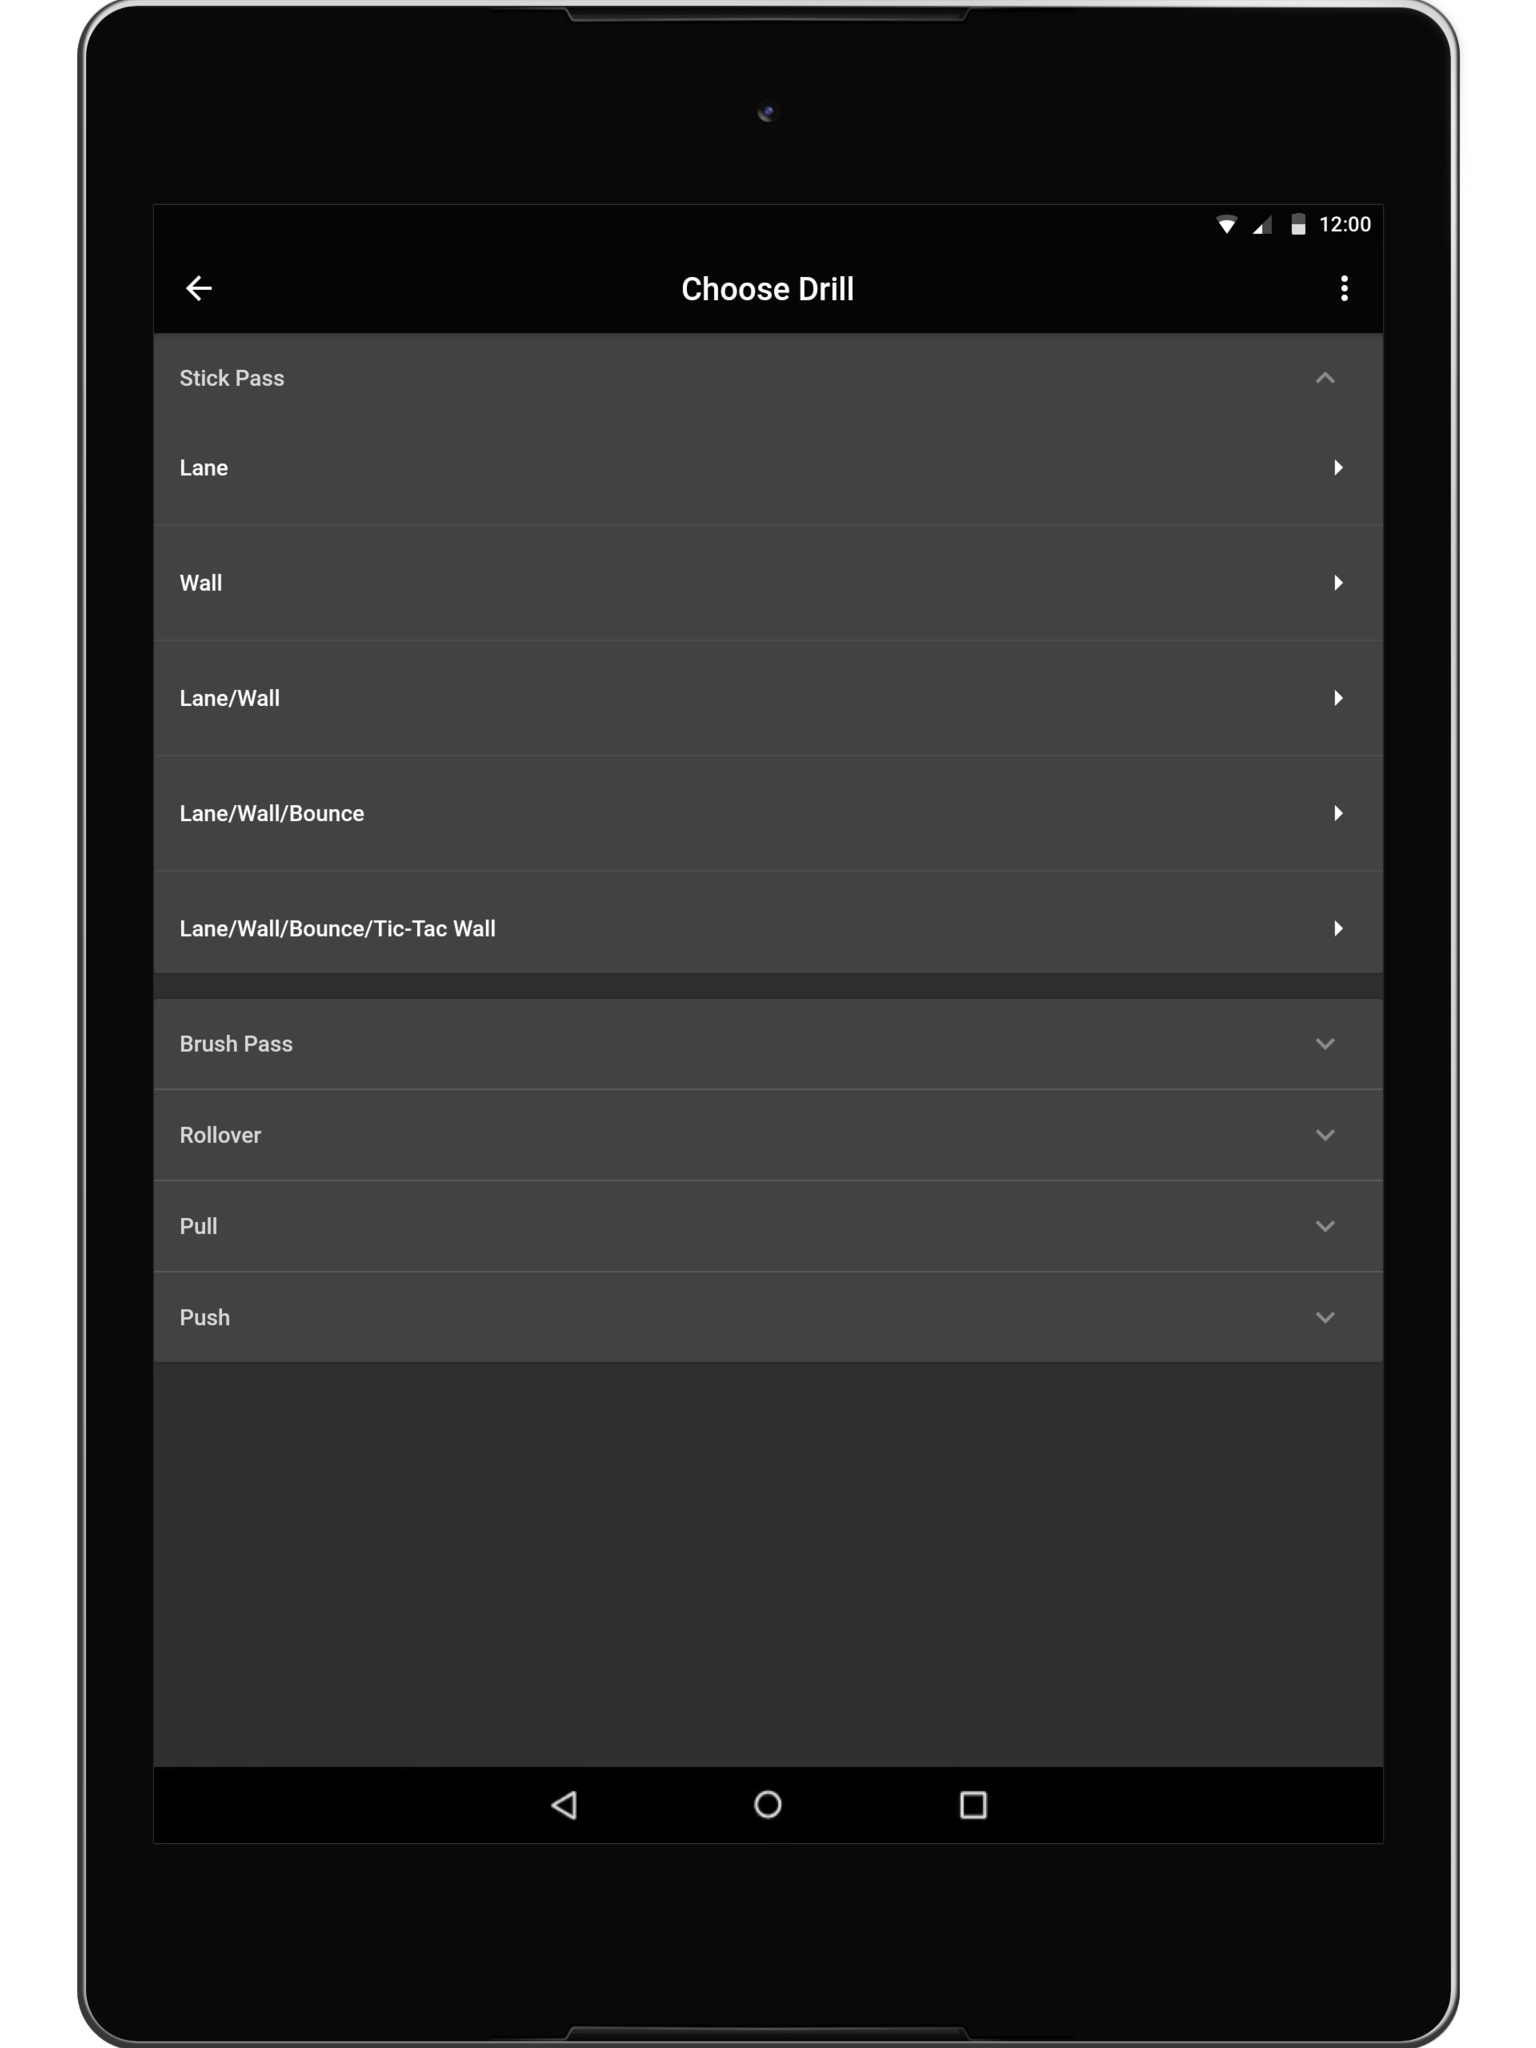 12:00
Choose Drill
Stick Pass
Lane
Wall
Lane/Wall
Lane/Wall/Bounce
Lane/Wall/Bounce/Tic-Tac Wall
Brush Pass
Rollover
Pull
Push